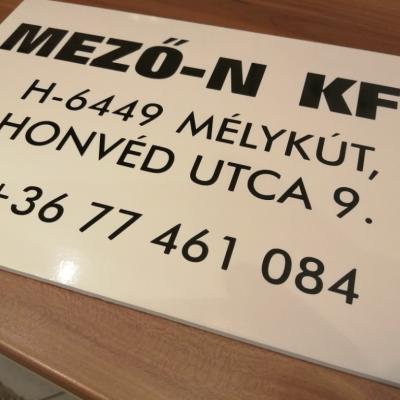 MEZŐ-N KF
H-6449 MÉLYKÚT,
HONVÉD UTCA 9.
+36 77 461 084